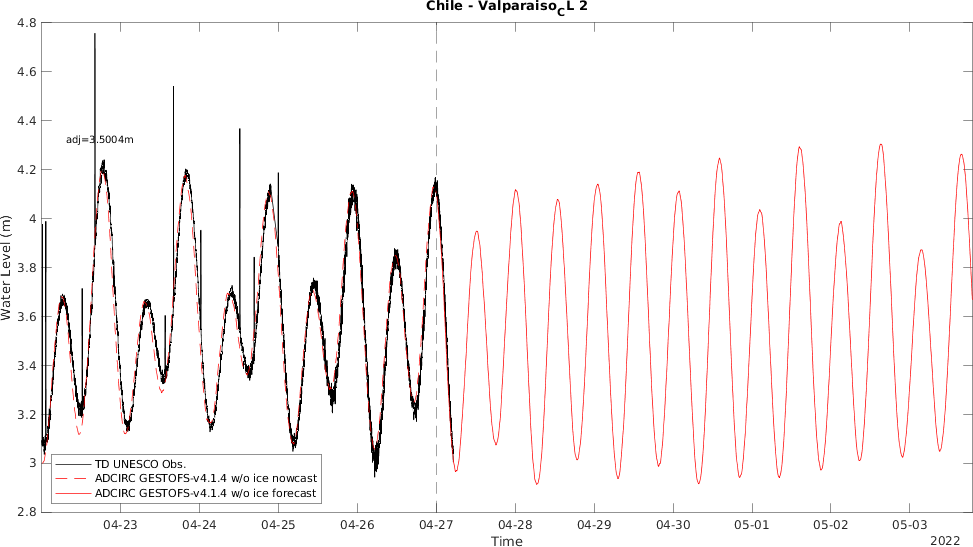 Chile - Valparaiso_CL 2
4.8
4.6
4.4
4.2
4
3.8
3.6
3.4
3.2
3
2.8
Water Level (m)
adj=3.5004m
TD UNESCO Obs.
ADCIRC GESTOFS-v4.1.4 w/o ice nowcast
ADCIRC GESTOFS-v4.1.4 w/o ice forecast
04-23 04-24 04-25 04-26 04-27 04-28 04-29 04-30 05-01 05-02 05-03
Time
2022